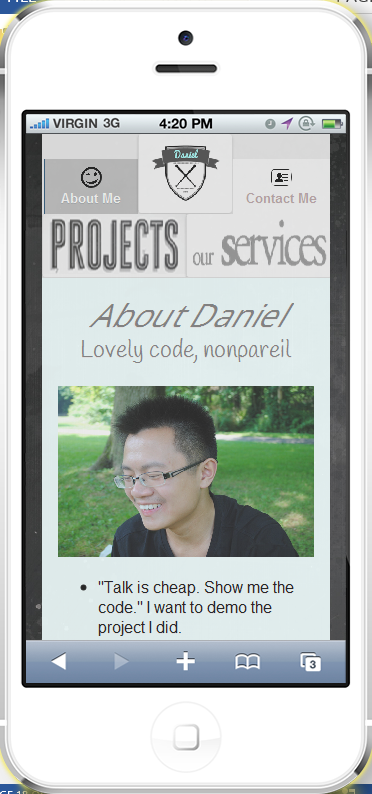 VIRGIN 3G 4:20 PM
Daniel
About Me
Contact Me
PROJECTS our services
About Daniel
Lovely code, nonpareil
"Talk is cheap. Show me the
code." I want to demo the
project I did.
3